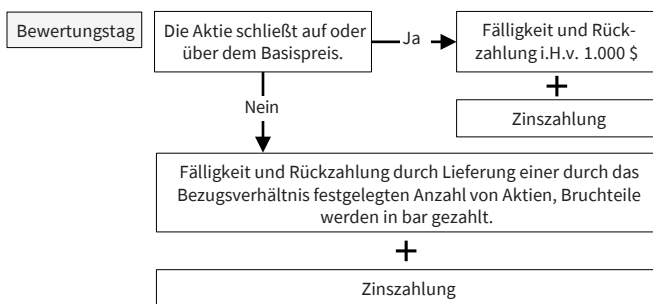 Bewertungstag
Die Aktie schließt auf oder
über dem Basispreis.
Ja
Fälligkeit und Rück-
zahlung i.H.v. 1.000 $
+
Zinszahlung
Nein
Fälligkeit und Rückzahlung durch Lieferung einer durch das
Bezugsverhältnis festgelegten Anzahl von Aktien, Bruchteile
werden in bar gezahlt.
+
Zinszahlung